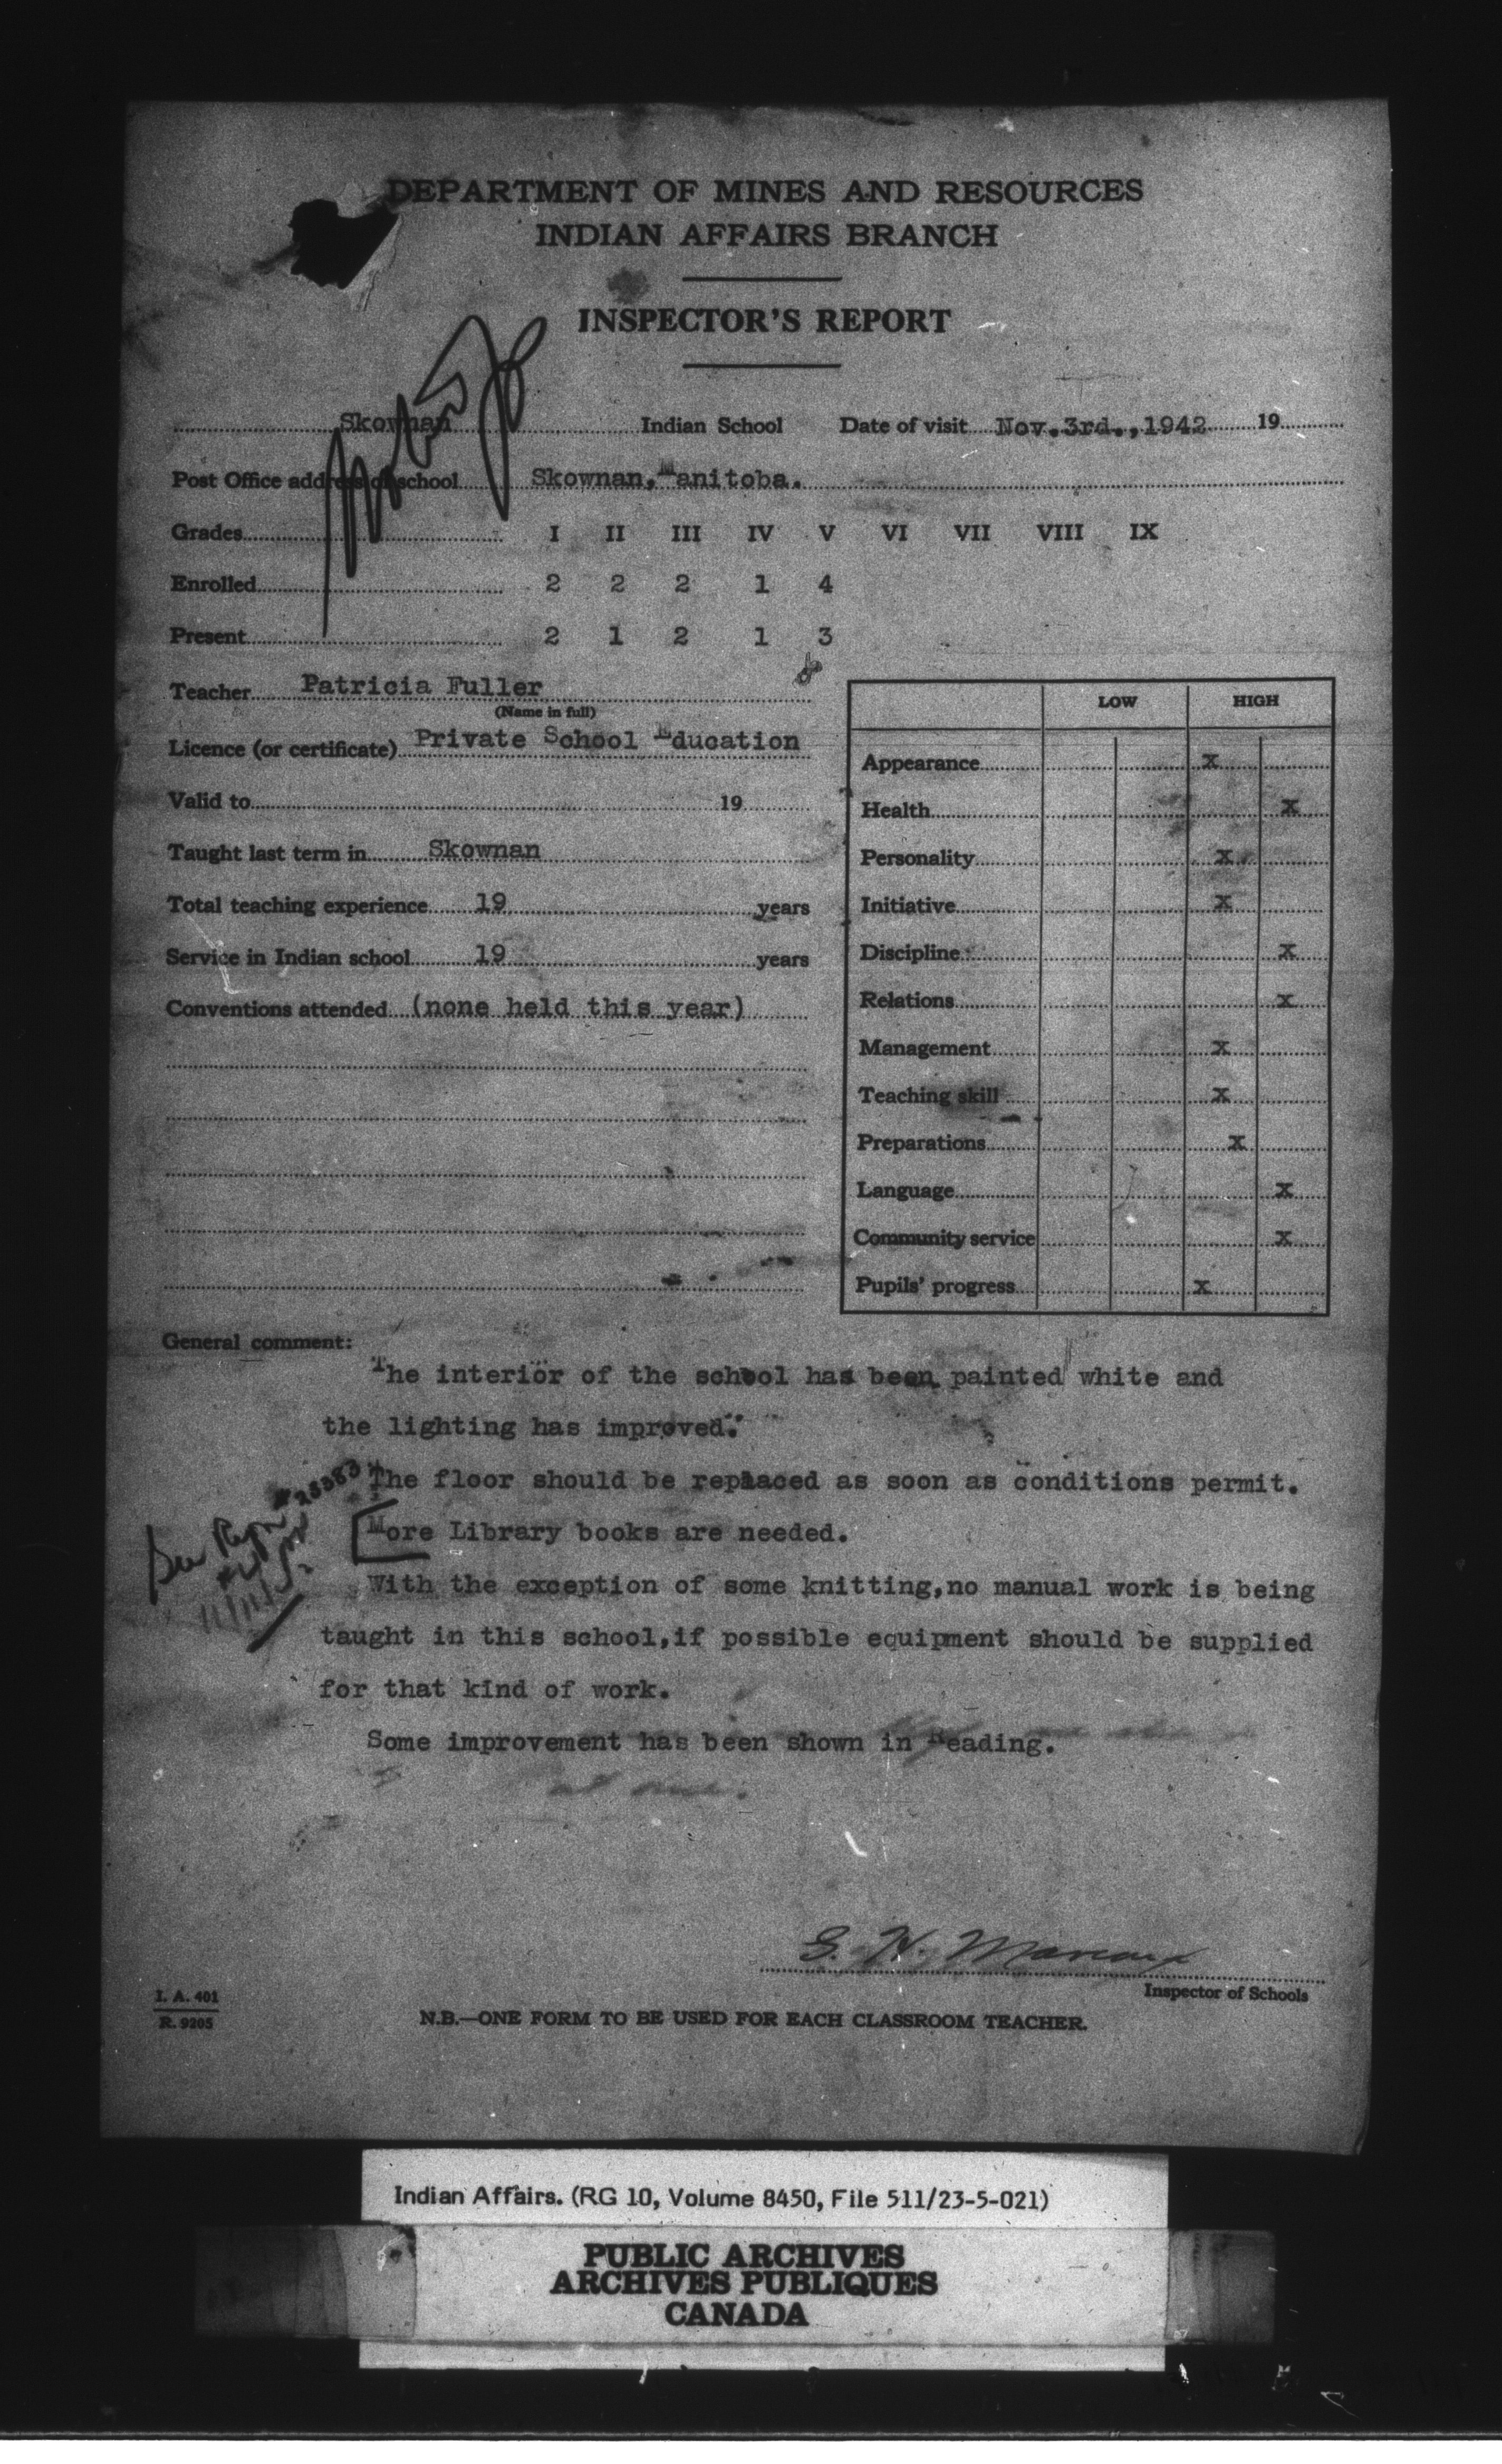 DEPARTMENT OF MINES AND RESOURCES
INDIAN AFFAIRS BRANCH
INSPECTOR'S REPORT
Skownan Indian School Date of visit Nov.3rd.,1942 19
Post Office address of school Skownan,Manitoba.
Grades I II III IV V VI VII VIII IX
Enrolled 2 2 2 1 4
Present 2 1 2 1 3
Teacher Patricia Fuller
(Name in full)
Licence (or certificate) Private School Education
Valid to 19
Taught last term in Skownan
Total teaching experience 19 years
Service in Indian school 19 years
Conventions attended (none held this year)
LOW HIGH
Appearance x
Health x
Personality x
Initiative x
Discipline x
Relations x
Management x
Teaching skill x
Preparations x
Language x
Community service x
Pupils' progress x
General comment:
The interior of the school has been painted white and
the lighting has improved.
The floor should be replaced as soon as conditions permit.
More Library books are needed.
With the exception of some knitting,no manual work is being
taught in this school,if possible equipment should be supplied
for that kind of work.
Some improvement has been shown in Reading.
See
G. H. Marcoux
Inspector of Schools
I. A. 401
R. 9205
N.B.—ONE FORM TO BE USED FOR EACH CLASSROOM TEACHER.
Indian Affairs. (RG 10, Volume 8450, File 511/23-5-021)
PUBLIC ARCHIVES
ARCHIVES PUBLIQUES
CANADA